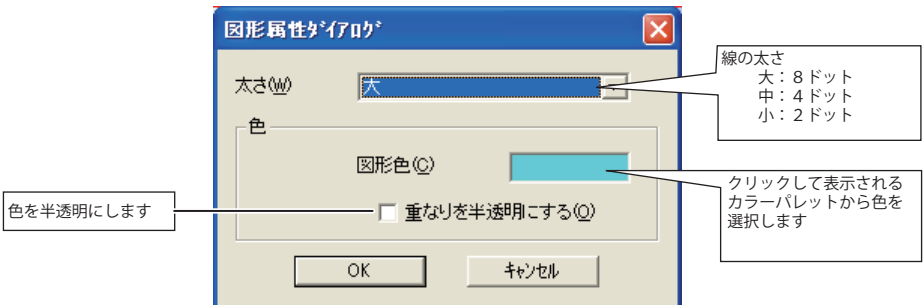 図形属性ダイアログ
太さ(W)
大
線の太さ
大：８ドット
中：４ドット
小：２ドット
色
図形色(C)
クリックして表示される
カラーパレットから色を
選択します
色を半透明にします
重なりを半透明にする(O)
OK
キャンセル